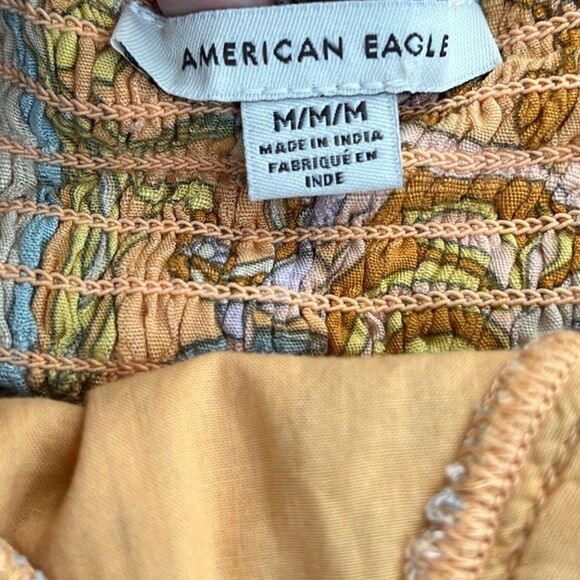 AMERICAN EAGLE
M/M/M
MADE IN INDIA
FABRIQUÉ EN
INDE